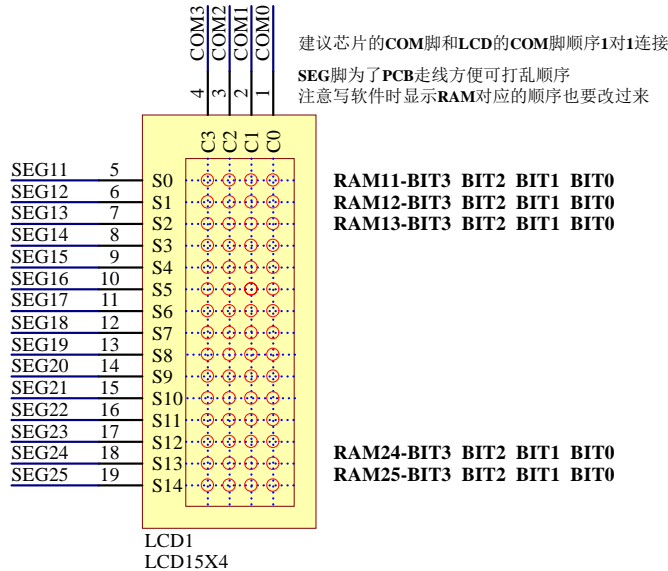 COM3
COM2
COM1
COM0
建议芯片的COM脚和LCD的COM脚顺序1对1连接
SEG脚为了PCB走线方便可打乱顺序
注意写软件时显示RAM对应的顺序也要改过来
4
3
2
1
C3
C2
C1
C0
SEG11 5 S0 RAM11-BIT3 BIT2 BIT1 BIT0
SEG12 6 S1 RAM12-BIT3 BIT2 BIT1 BIT0
SEG13 7 S2 RAM13-BIT3 BIT2 BIT1 BIT0
SEG14 8 S3
SEG15 9 S4
SEG16 10 S5
SEG17 11 S6
SEG18 12 S7
SEG19 13 S8
SEG20 14 S9
SEG21 15 S10
SEG22 16 S11
SEG23 17 S12
SEG24 18 S13 RAM24-BIT3 BIT2 BIT1 BIT0
SEG25 19 S14 RAM25-BIT3 BIT2 BIT1 BIT0
LCD1
LCD15X4